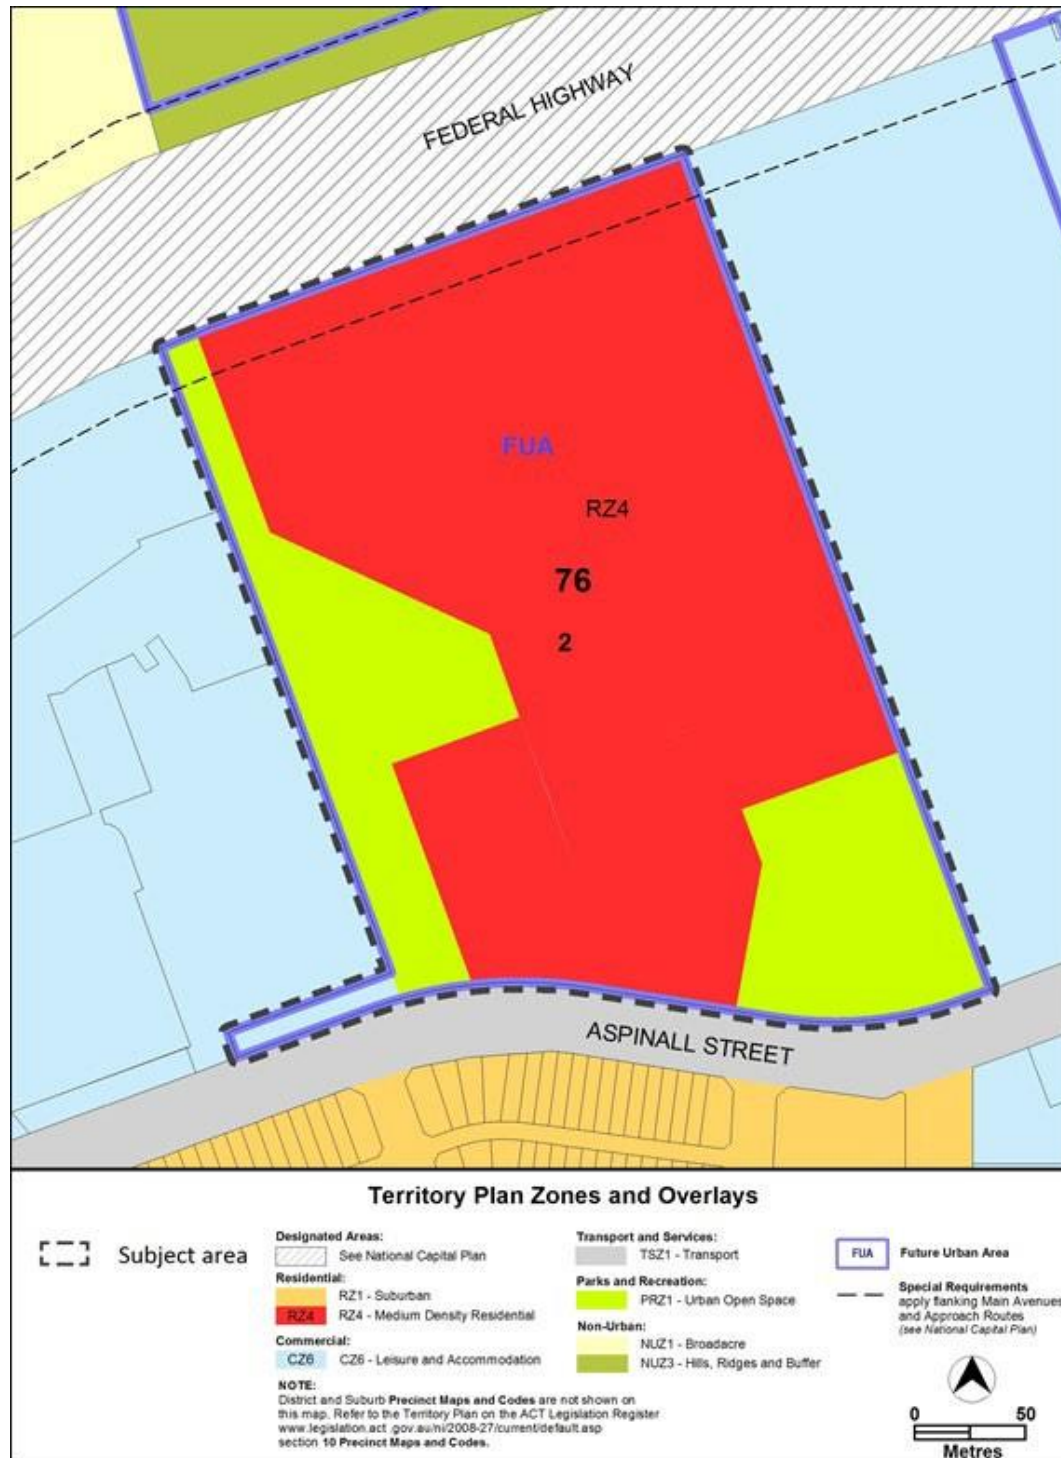 FEDERAL HIGHWAY
FUA
RZ4
76
2
ASPINALL STREET
Territory Plan Zones and Overlays
Subject area
Designated Areas:
See National Capital Plan
Residential:
RZ1 - Suburban
RZ4 RZ4 - Medium Density Residential
Commercial:
CZ6 CZ6 - Leisure and Accommodation
NOTE:
District and Suburb Precinct Maps and Codes are not shown on
this map. Refer to the Territory Plan on the ACT Legislation Register
www.legislation.act.gov.au/ni/2008-27/current/default.asp
section 10 Precinct Maps and Codes.
Transport and Services:
TSZ1 - Transport
Parks and Recreation:
PRZ1 - Urban Open Space
Non-Urban:
NUZ1 - Broadacre
NUZ3 - Hills, Ridges and Buffer
FUA Future Urban Area
Special Requirements
apply flanking Main Avenues
and Approach Routes
(see National Capital Plan)
0 50
Metres